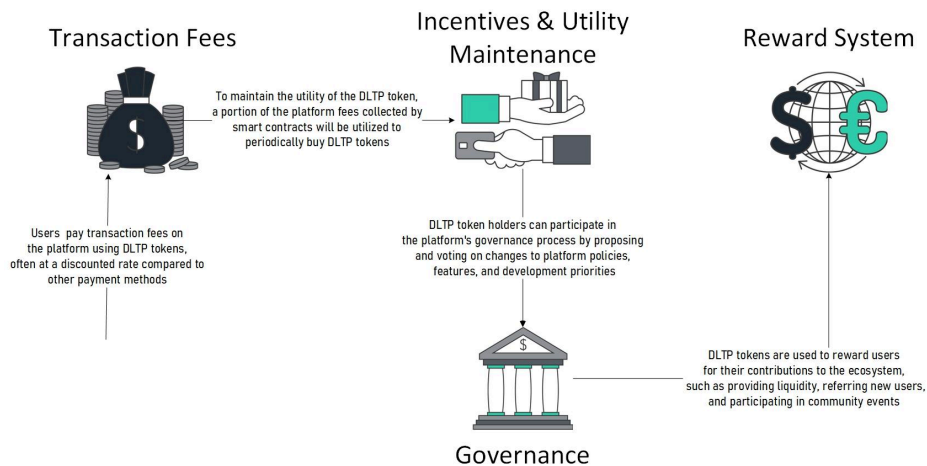 Transaction Fees
Incentives & Utility
Maintenance
Reward System
To maintain the utility of the DLTP token,
a portion of the platform fees collected by
smart contracts will be utilized to
periodically buy DLTP tokens
$
$
€
Users pay transaction fees on
the platform using DLTP tokens,
often at a discounted rate compared to
other payment methods
DLTP token holders can participate in
the platform's governance process by proposing
and voting on changes to platform policies,
features, and development priorities
$
DLTP tokens are used to reward users
for their contributions to the ecosystem,
such as providing liquidity, referring new users,
and participating in community events
Governance